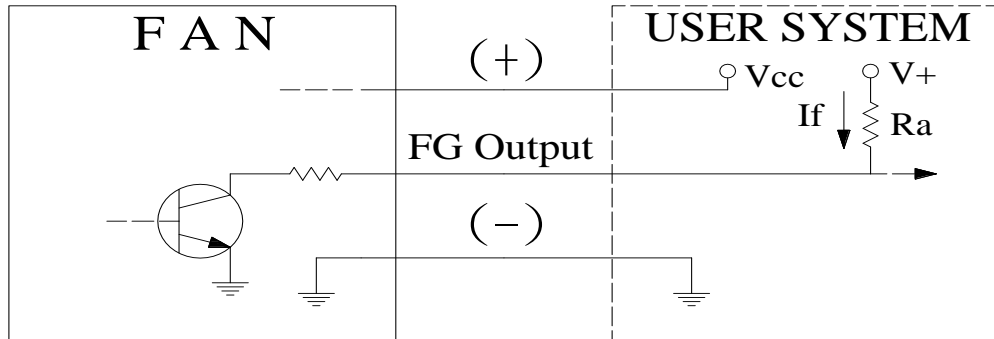 F A N
USER SYSTEM
(+)
Vcc
V+
If
Ra
FG Output
(-)